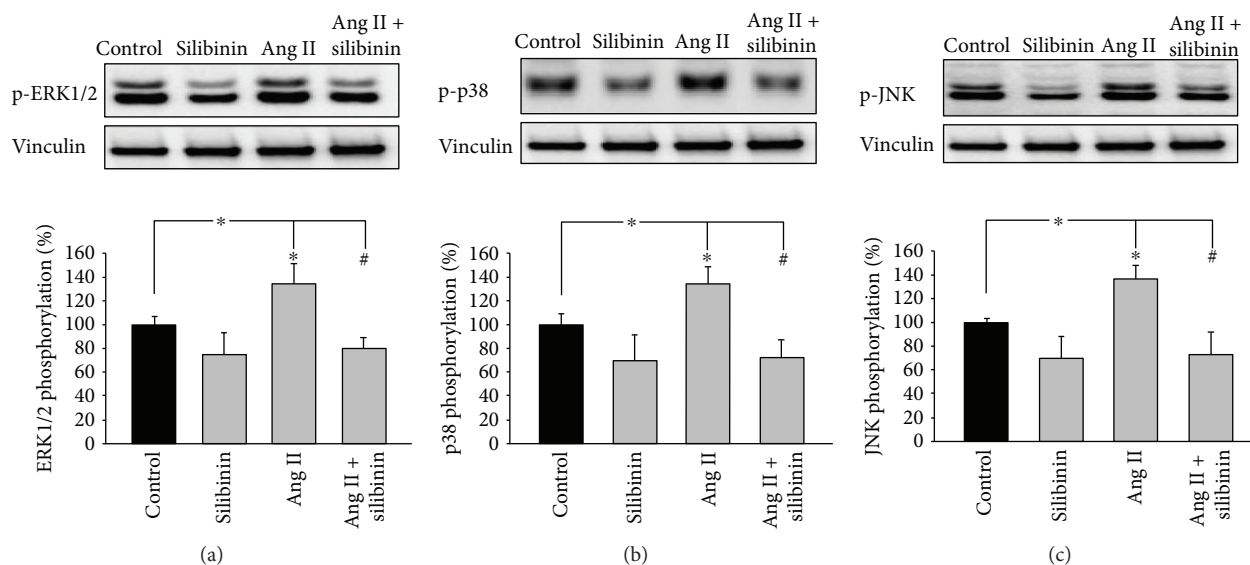 Control Silibinin Ang II Ang II +
silibinin
p-ERK1/2
Vinculin
*
* #
ERK1/2 phosphorylation (%)
160
140
120
100
80
60
40
20
0
Control
Silibinin
Ang II
Ang II +
silibinin
(a)
Control Silibinin Ang II Ang II +
silibinin
p-p38
Vinculin
*
* #
p38 phosphorylation (%)
160
140
120
100
80
60
40
20
0
Control
Silibinin
Ang II
Ang II +
silibinin
(b)
Control Silibinin Ang II Ang II +
silibinin
p-JNK
Vinculin
*
* #
JNK phosphorylation (%)
160
140
120
100
80
60
40
20
0
Control
Silibinin
Ang II
Ang II +
silibinin
(c)